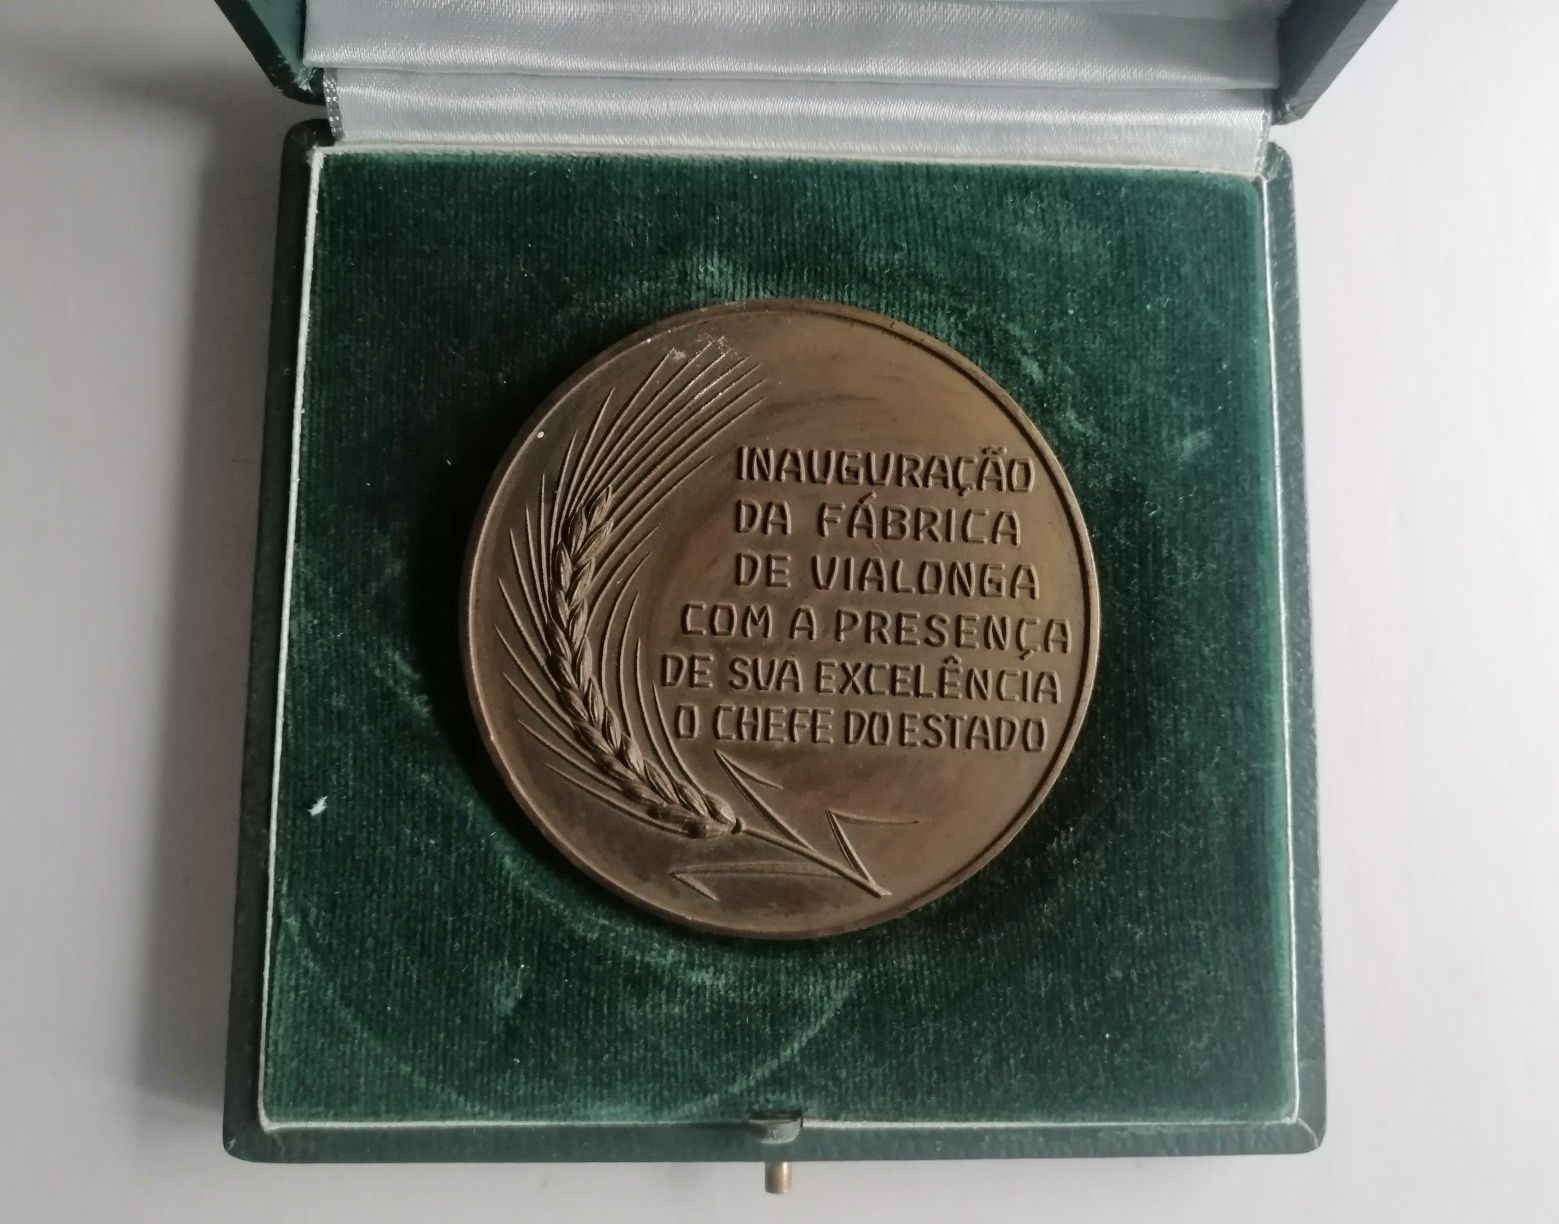 INAUGURAÇÃO
DA FÁBRICA
DE VIALONGA
COM A PRESENÇA
DE SUA EXCELÊNCIA
O CHEFE DO ESTADO